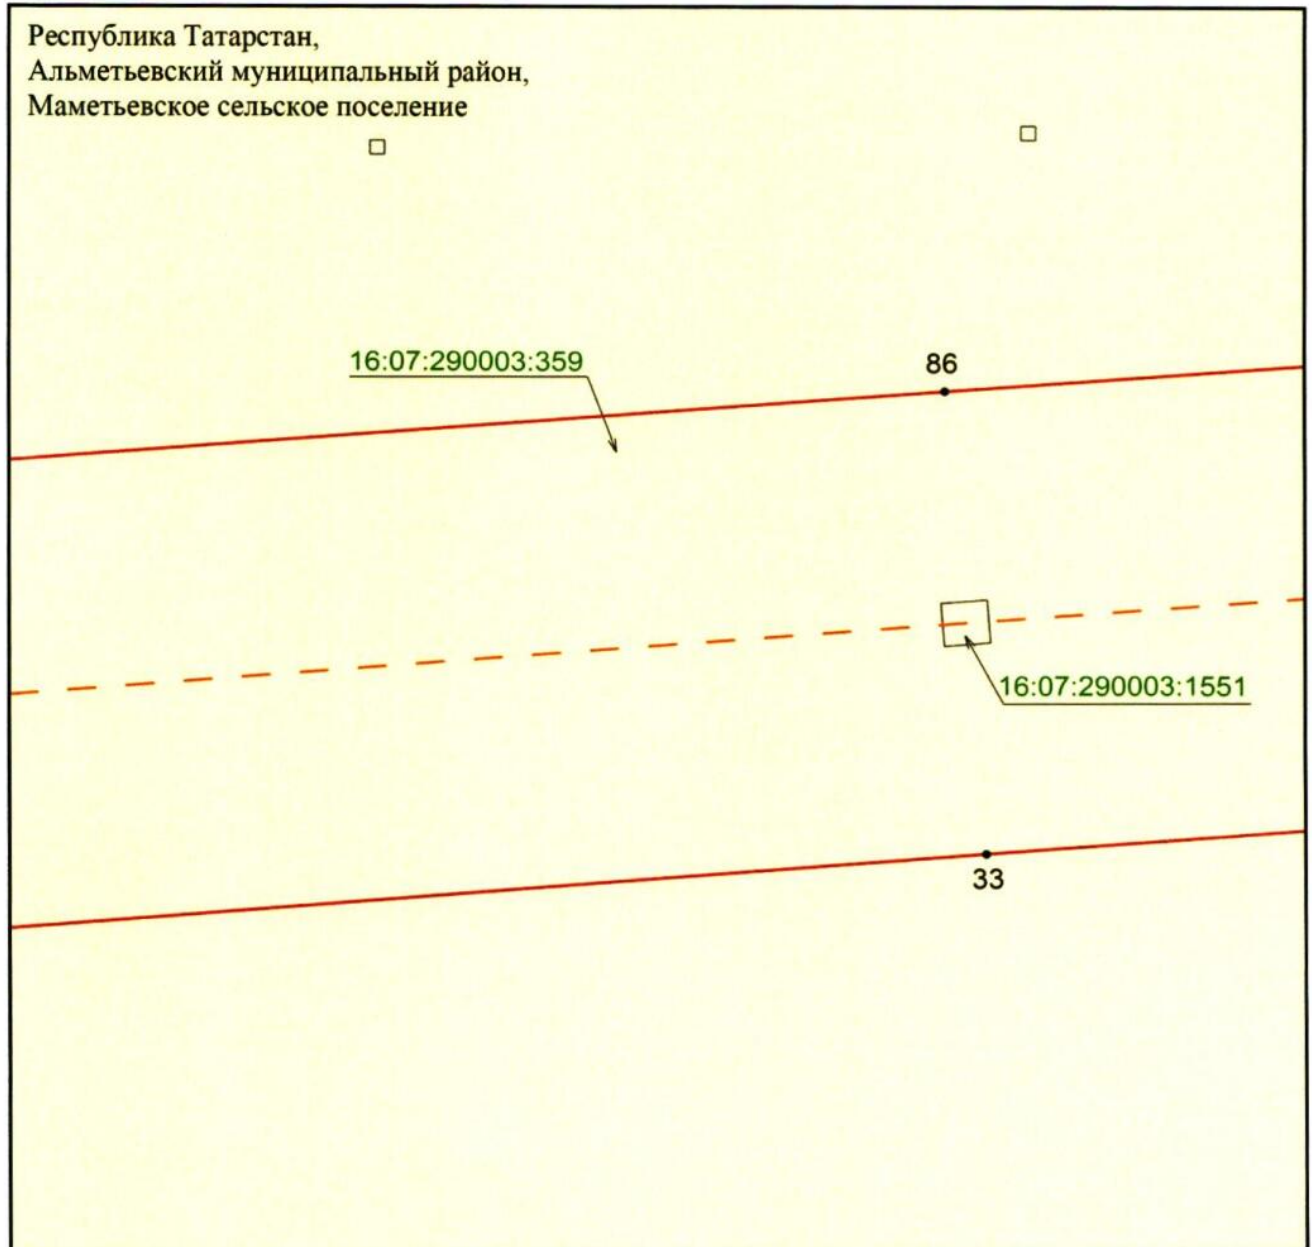 Республика Татарстан,
Альметьевский муниципальный район,
Маметьевское сельское поселение
16:07:290003:359
86
16:07:290003:1551
33